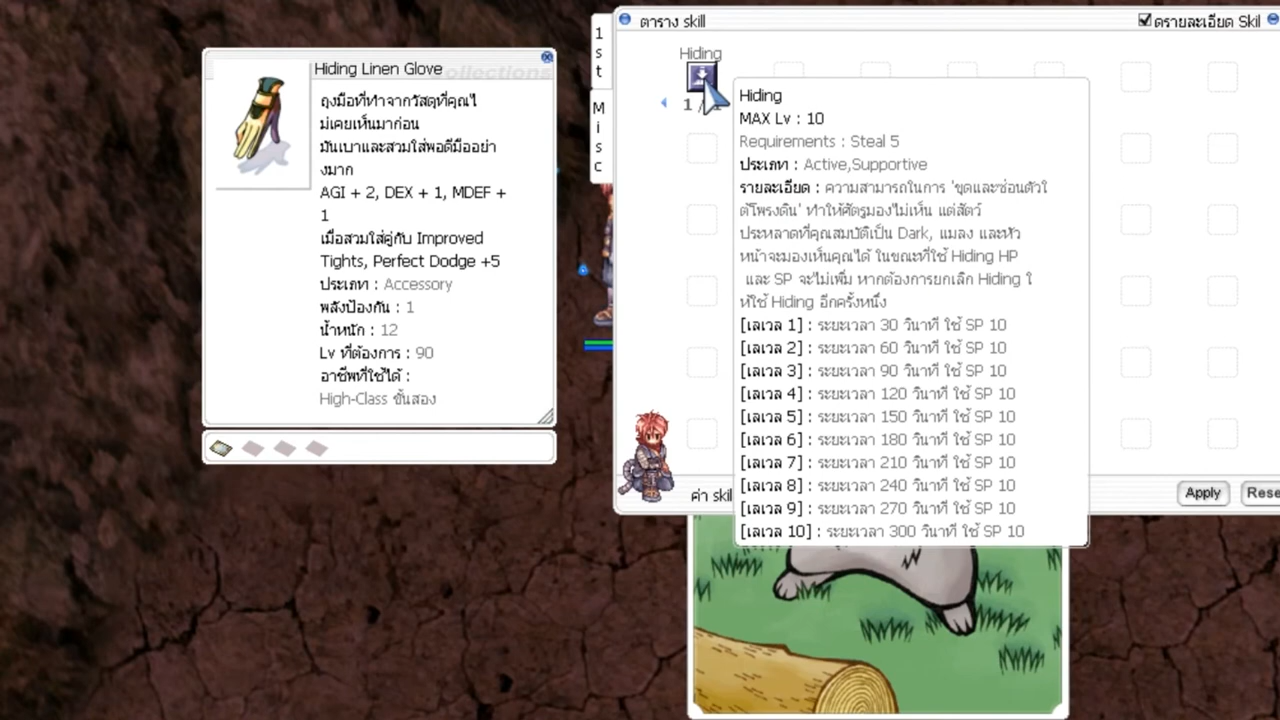 Hiding Linen Glove
ถุงมือที่ทำจากวัสดุที่คุณไ
ม่เคยเห็นมาก่อน
มันเบาและสวมใส่พอดีมืออย่า
งมาก
AGI + 2, DEX + 1, MDEF +
1
เมื่อสวมใส่คู่กับ Improved
Tights, Perfect Dodge +5
ประเภท : Accessory
พลังป้องกัน : 1
น้ำหนัก : 12
Lv ที่ต้องการ : 90
อาชีพที่ใช้ได้ :
High-Class ขั้นสอง
1st
Misc
ตาราง skill
ดรายละเอียด Skil
Hiding
1 / 1
Hiding
MAX Lv : 10
Requirements : Steal 5
ประเภท : Active,Supportive
รายละเอียด : ความสามารถในการ 'ขุดและซ่อนตัวใ
ต้โพรงดิน' ทำให้ศัตรูมองไม่เห็น แต่สัตว์
ประหลาดที่คุณสมบัติเป็น Dark, แมลง และหัว
หน้าจะมองเห็นคุณได้ ในขณะที่ใช้ Hiding HP
และ SP จะไม่เพิ่ม หากต้องการยกเลิก Hiding ใ
ห้ใช้ Hiding อีกครั้งหนึ่ง
[เลเวล 1] : ระยะเวลา 30 วินาที ใช้ SP 10
[เลเวล 2] : ระยะเวลา 60 วินาที ใช้ SP 10
[เลเวล 3] : ระยะเวลา 90 วินาที ใช้ SP 10
[เลเวล 4] : ระยะเวลา 120 วินาที ใช้ SP 10
[เลเวล 5] : ระยะเวลา 150 วินาที ใช้ SP 10
[เลเวล 6] : ระยะเวลา 180 วินาที ใช้ SP 10
[เลเวล 7] : ระยะเวลา 210 วินาที ใช้ SP 10
[เลเวล 8] : ระยะเวลา 240 วินาที ใช้ SP 10
[เลเวล 9] : ระยะเวลา 270 วินาที ใช้ SP 10
[เลเวล 10] : ระยะเวลา 300 วินาที ใช้ SP 10
ค่า skil
Apply
Rese